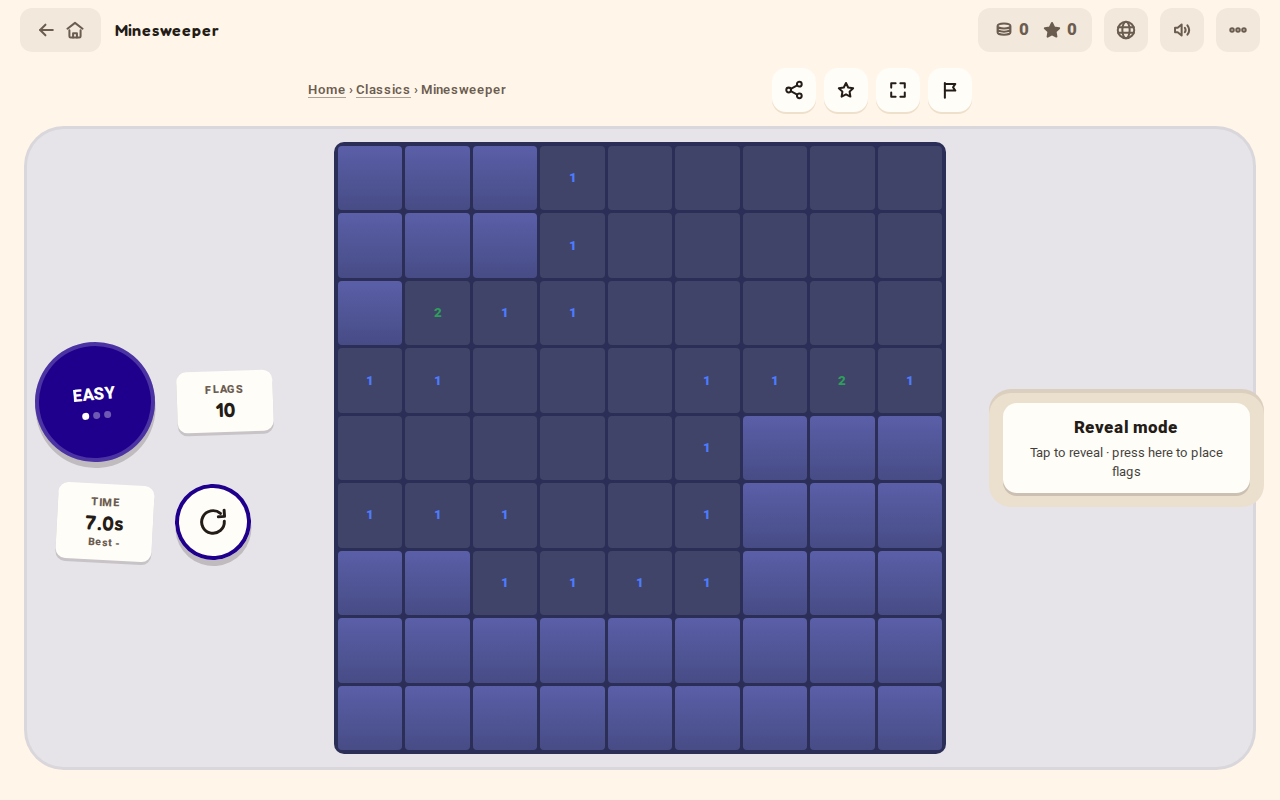 Minesweeper
0 0
Home › Classics › Minesweeper
1
1
2 1 1
1 1 1 1 2 1
1
1 1 1 1
1 1 1 1
EASY
FLAGS
10
TIME
7.0s
Best -
Reveal mode
Tap to reveal · press here to place
flags